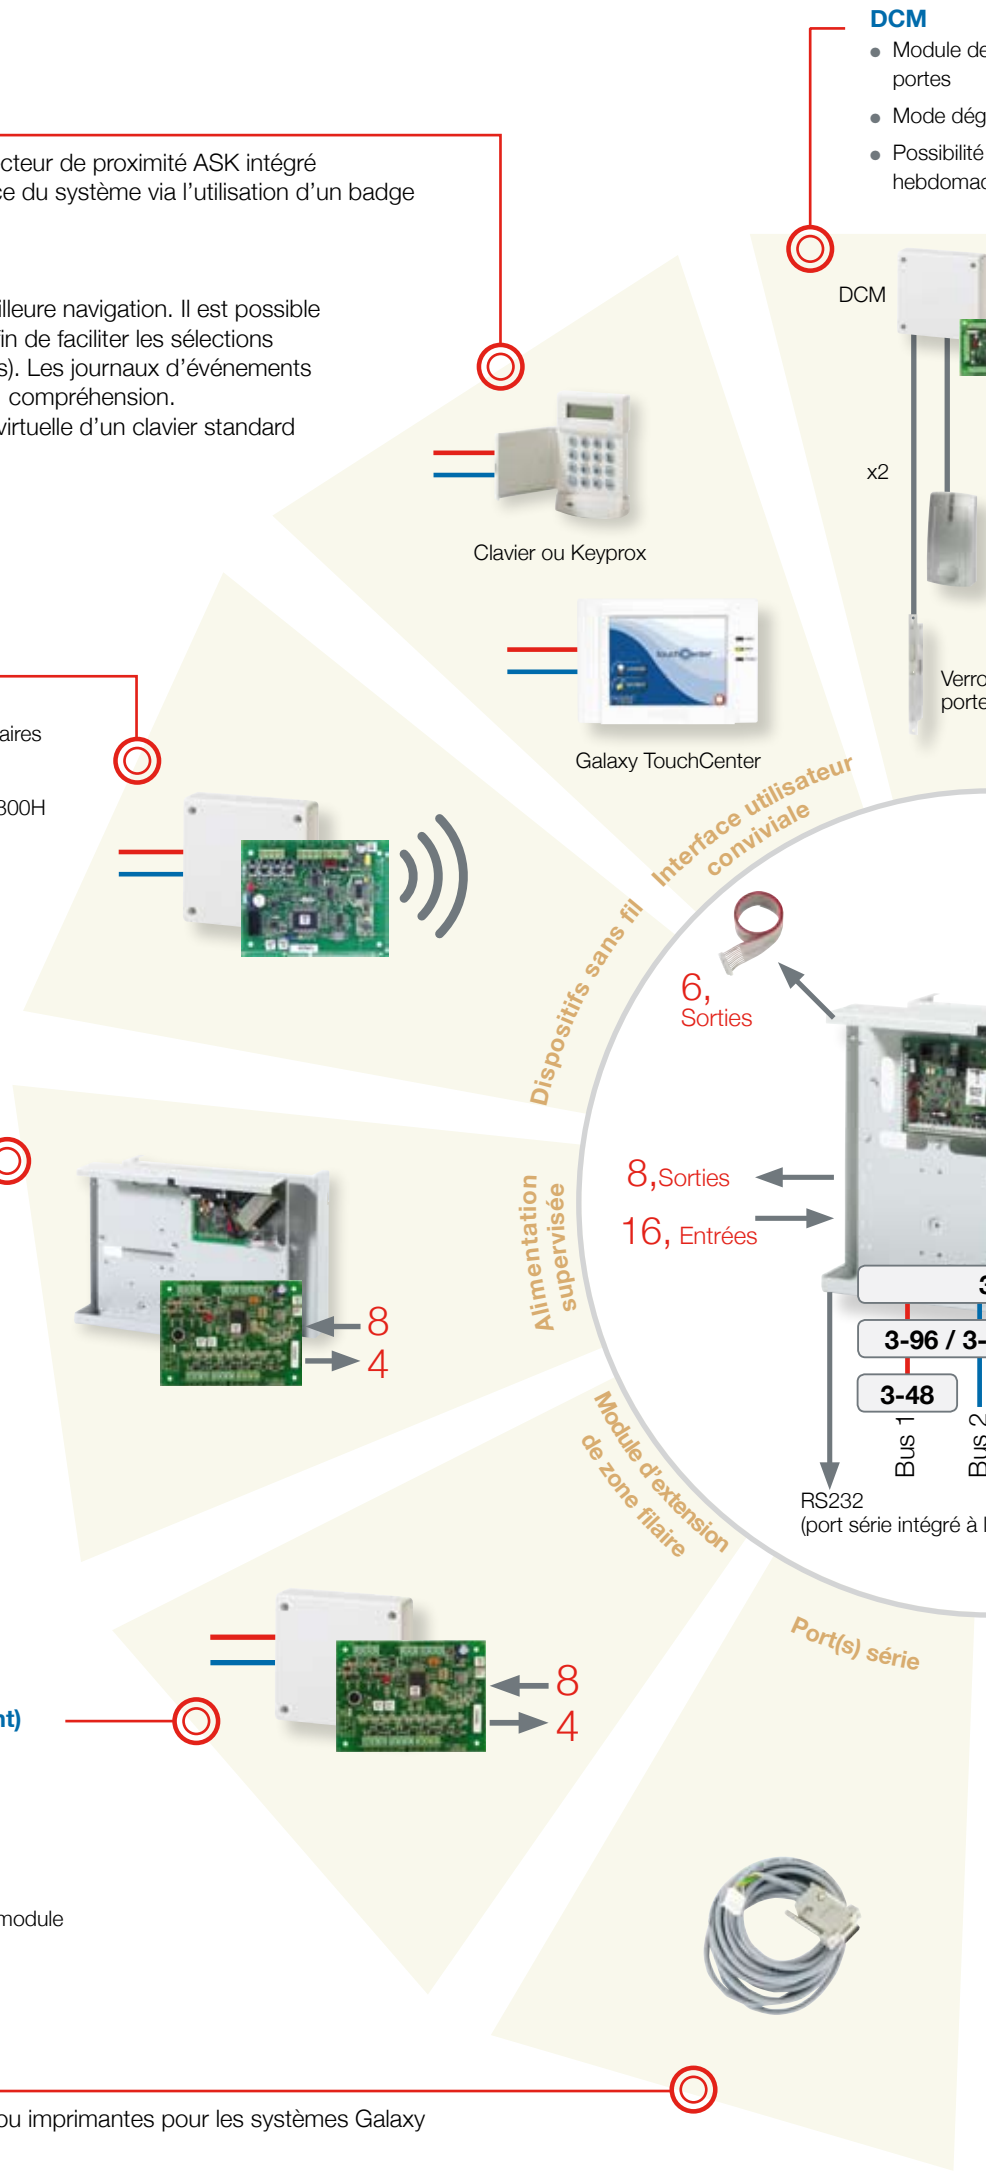 DCM
Module de
portes
Mode dég
Possibilité
hebdomad
cteur de proximité ASK intégré
ce du système via l’utilisation d’un badge
illeure navigation. Il est possible
fin de faciliter les sélections
s). Les journaux d’événements
compréhension.
virtuelle d’un clavier standard
DCM
x2
Verro
porte
Clavier ou Keyprox
Galaxy TouchCenter
Interface utilisateur
conviviale
aires
800H
Dispositifs sans fil
6,
Sorties
8,Sorties
16, Entrées
Alimentation
supervisée
8
4
3
3-96 / 3-
3-48
Bus 1
Bus 2
RS232
(port série intégré à l
Module d’extension
de zone filaire
8
4
nt)
Port(s) série
module
ou imprimantes pour les systèmes Galaxy